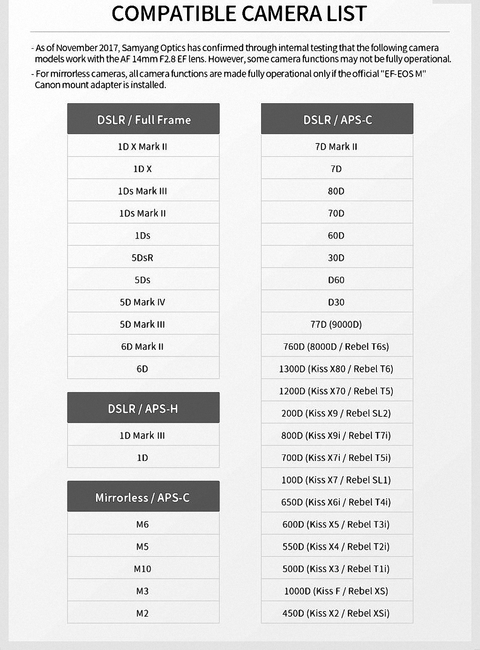 COMPATIBLE CAMERA LIST
- As of November 2017, Samyang Optics has confirmed through internal testing that the following camera
models work with the AF 14mm F2.8 EF lens. However, some camera functions may not be fully operational.
- For mirrorless cameras, all camera functions are made fully operational only if the official "EF-EOS M"
Canon mount adapter is installed.
DSLR / Full Frame
1D X Mark II
1D X
1Ds Mark III
1Ds Mark II
1Ds
5DsR
5Ds
5D Mark IV
5D Mark III
6D Mark II
6D
DSLR / APS-H
1D Mark III
1D
Mirrorless / APS-C
M6
M5
M10
M3
M2
DSLR / APS-C
7D Mark II
7D
80D
70D
60D
30D
D60
D30
77D (9000D)
760D (8000D / Rebel T6s)
1300D (Kiss X80 / Rebel T6)
1200D (Kiss X70 / Rebel T5)
200D (Kiss X9 / Rebel SL2)
800D (Kiss X9i / Rebel T7i)
700D (Kiss X7i / Rebel T5i)
100D (Kiss X7 / Rebel SL1)
650D (Kiss X6i / Rebel T4i)
600D (Kiss X5 / Rebel T3i)
550D (Kiss X4 / Rebel T2i)
500D (Kiss X3 / Rebel T1i)
1000D (Kiss F / Rebel XS)
450D (Kiss X2 / Rebel XSi)